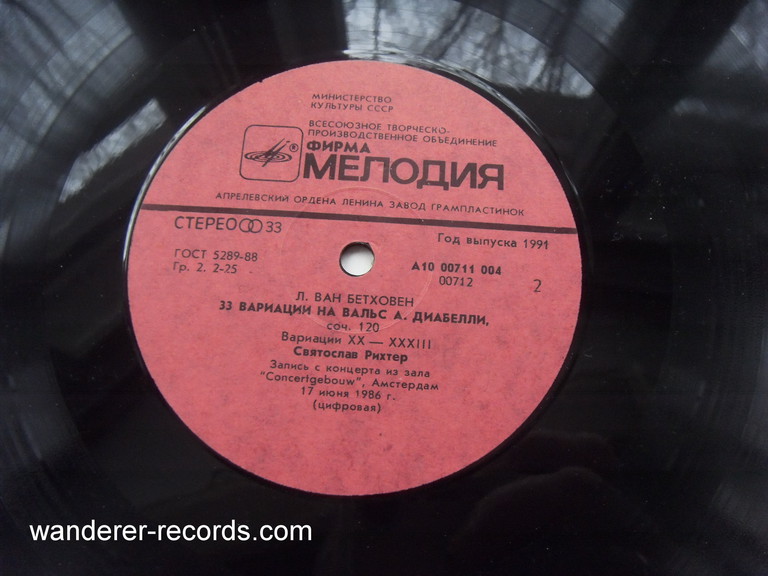 МИНИСТЕРСТВО
КУЛЬТУРЫ СССР
ВСЕСОЮЗНОЕ ТВОРЧЕСКО-
ПРОИЗВОДСТВЕННОЕ ОБЪЕДИНЕНИЕ
ФИРМА
® МЕЛОДИЯ
АПРЕЛЕВСКИЙ ОРДЕНА ЛЕНИНА ЗАВОД ГРАМПЛАСТИНОК
СТЕРЕО 33
Год выпуска 1991
ГОСТ 5289-88
Гр. 2. 2-25
А10 00711 004
00712
2
Л. ВАН БЕТХОВЕН
33 ВАРИАЦИИ НА ВАЛЬС А. ДИАБЕЛЛИ,
соч. 120
Вариации XX — XXXIII
Святослав Рихтер
Запись с концерта из зала
"Concertgebouw", Амстердам
17 июня 1986 г.
(цифровая)
wanderer-records.com